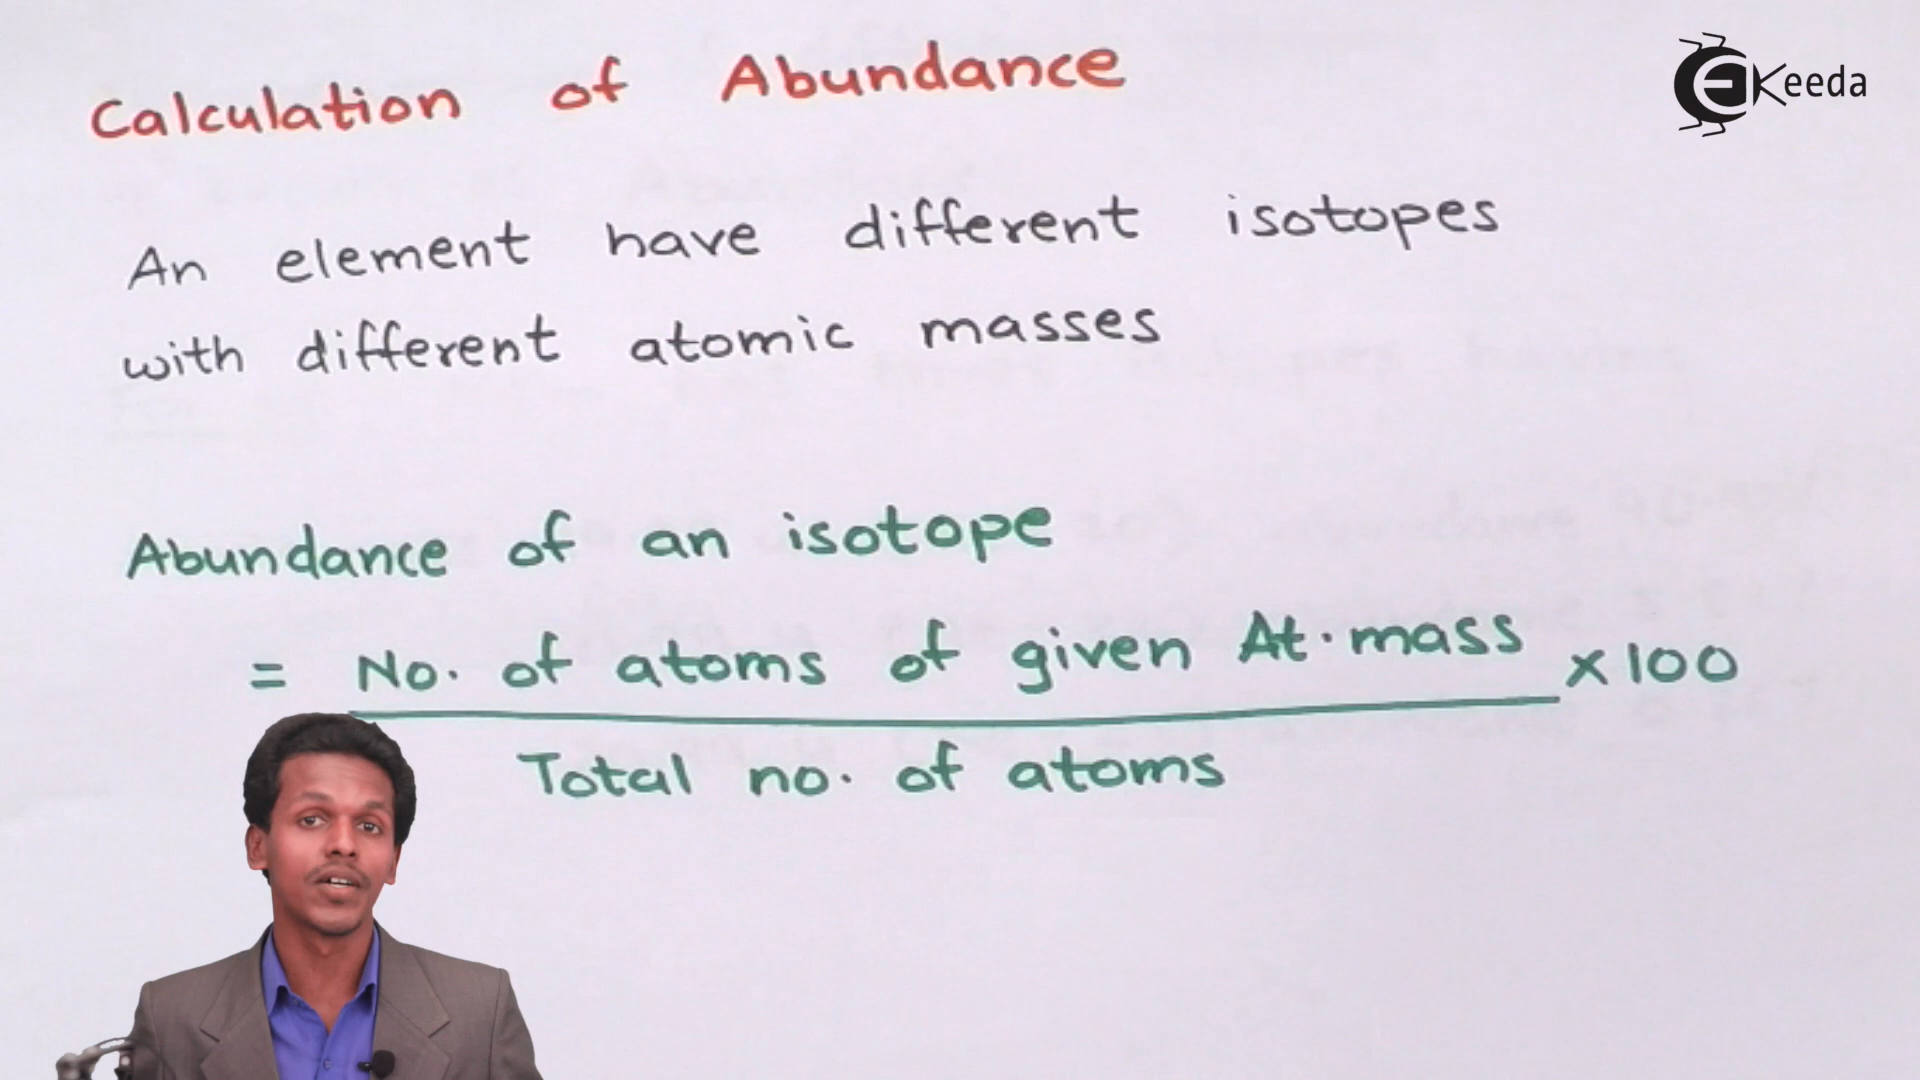 Calculation of Abundance
EKeeda
An element have different isotopes
with different atomic masses
Abundance of an isotope
= No. of atoms of given At. mass × 100
Total no. of atoms